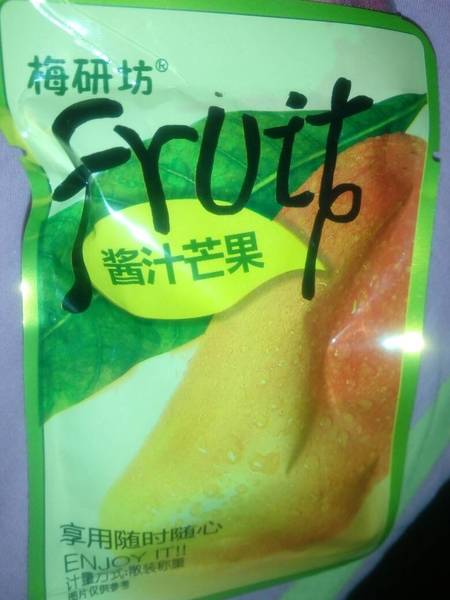 梅研坊®
Fruit
酱汁芒果
享用随时随心
ENJOY IT!!
计量方式:散装称重
图片仅供参考